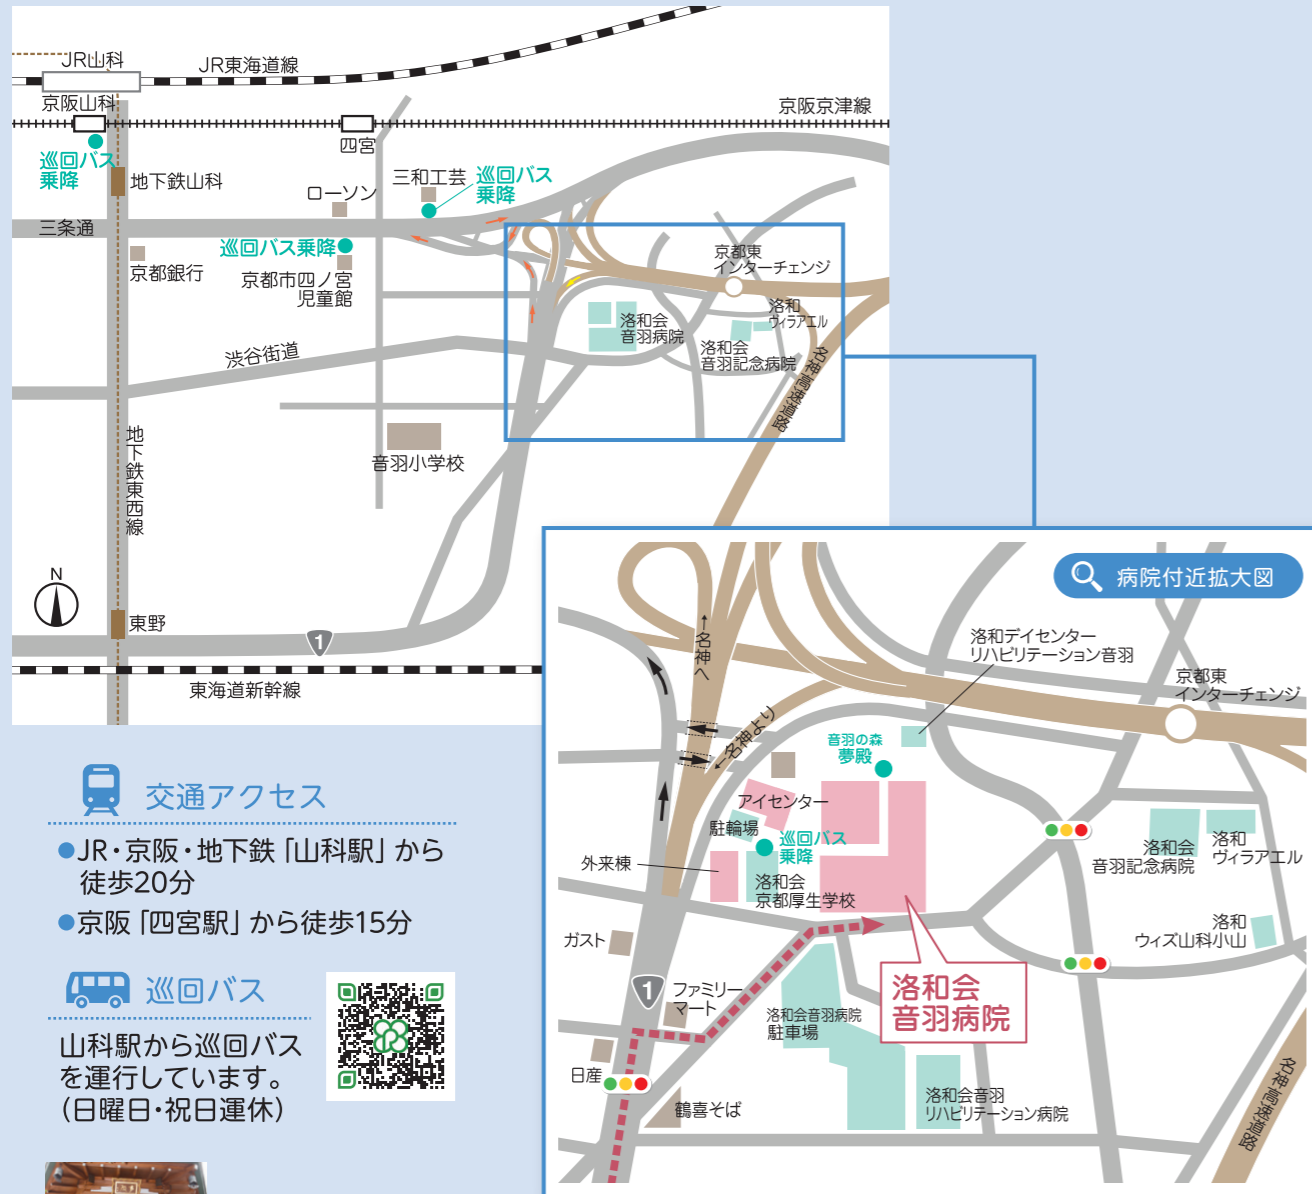 JR山科
JR東海道線
京阪山科
京阪京津線
四宮
巡回バス
乗降
地下鉄山科
ローソン
三和工芸
巡回バス
乗降
三条通
京都銀行
巡回バス乗降
京都市四ノ宮
児童館
京都東
インターチェンジ
洛和会
音羽病院
洛和
ヴィラアエル
洛和会
音羽記念病院
渋谷街道
名神高速道路
地下鉄東西線
音羽小学校
N
東野
1
東海道新幹線
病院付近拡大図
←名神へ
洛和デイセンター
リハビリテーション音羽
京都東
インターチェンジ
←名神より
音羽の森
夢殿
アイセンター
駐輪場
巡回バス
乗降
外来棟
洛和会
京都厚生学校
洛和会
音羽記念病院
洛和
ヴィラアエル
洛和
ウィズ山科小山
ガスト
1
ファミリー
マート
洛和会
音羽病院
洛和会音羽病院
駐車場
日産
鶴喜そば
洛和会音羽
リハビリテーション病院
名神高速道路
交通アクセス
●JR・京阪・地下鉄「山科駅」から
徒歩20分
●京阪「四宮駅」から徒歩15分
巡回バス
山科駅から巡回バス
を運行しています。
（日曜日・祝日運休）